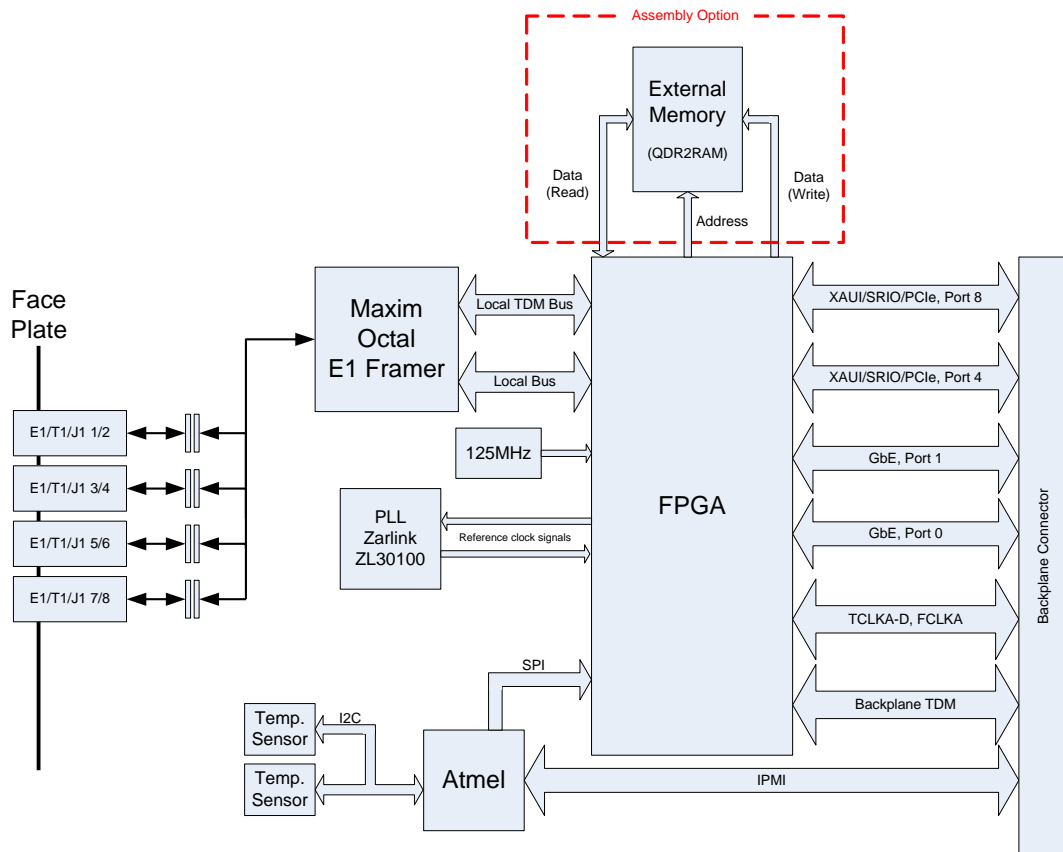 Assembly Option
External
Memory
(QDR2RAM)
Data
(Read)
Data
(Write)
Address
Face
Plate
Maxim
Octal
E1 Framer
Local TDM Bus
Local Bus
E1/T1/J1 1/2
E1/T1/J1 3/4
E1/T1/J1 5/6
E1/T1/J1 7/8
125MHz
PLL
Zarlink
ZL30100
Reference clock signals
FPGA
XAUI/SRIO/PCIe, Port 8
XAUI/SRIO/PCIe, Port 4
GbE, Port 1
GbE, Port 0
TCLKA-D, FCLKA
Backplane TDM
Backplane Connector
SPI
I2C
Temp.
Sensor
Temp.
Sensor
Atmel
IPMI